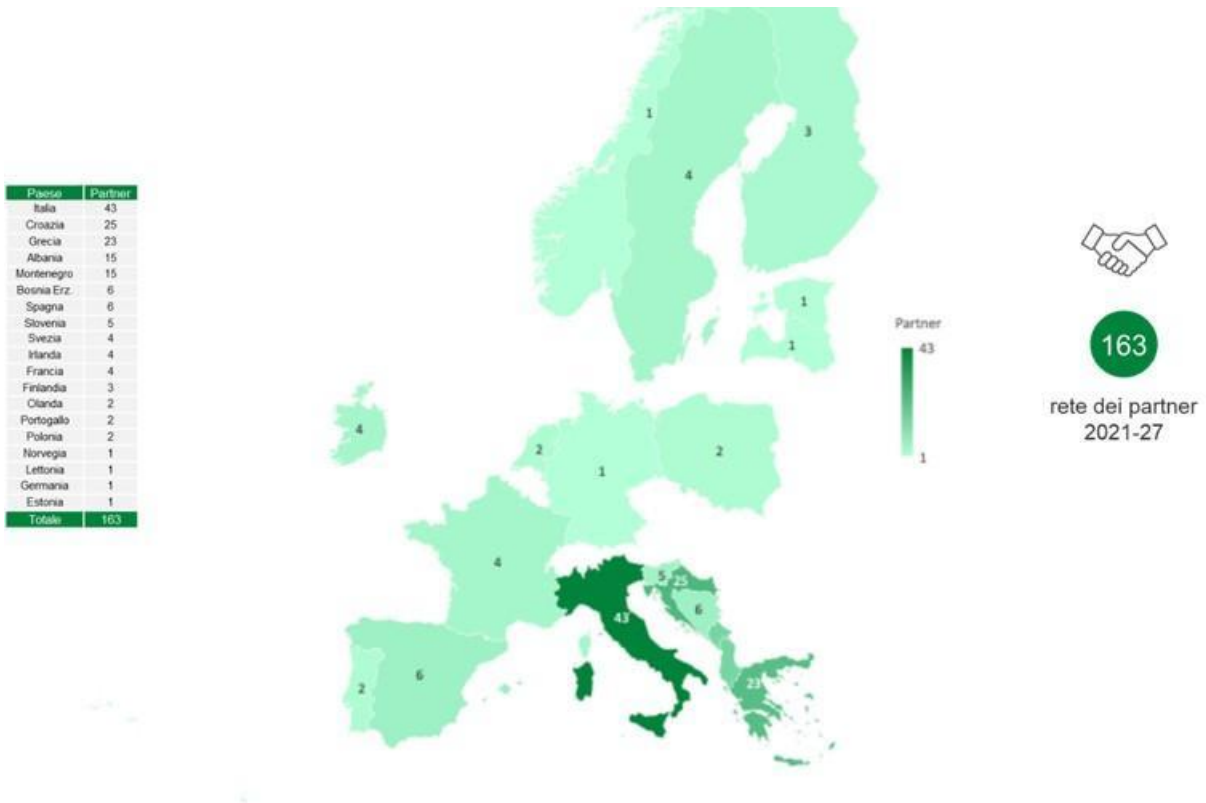 Paese Partner
Italia 43
Croazia 25
Grecia 23
Albania 15
Montenegro 15
Bosnia Erz. 6
Spagna 6
Slovenia 5
Svezia 4
Irlanda 4
Francia 4
Finlandia 3
Olanda 2
Portogallo 2
Polonia 2
Norvegia 1
Lettonia 1
Germania 1
Estonia 1
Totale 163
1
3
4
1
1
4
2
1
2
4
5
25
43
6
2
6
23
Partner
43
1
163
rete dei partner
2021-27